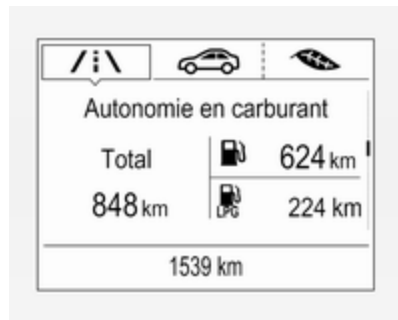 Autonomie en carburant
Total
848 km
624 km
LPG
224 km
1539 km